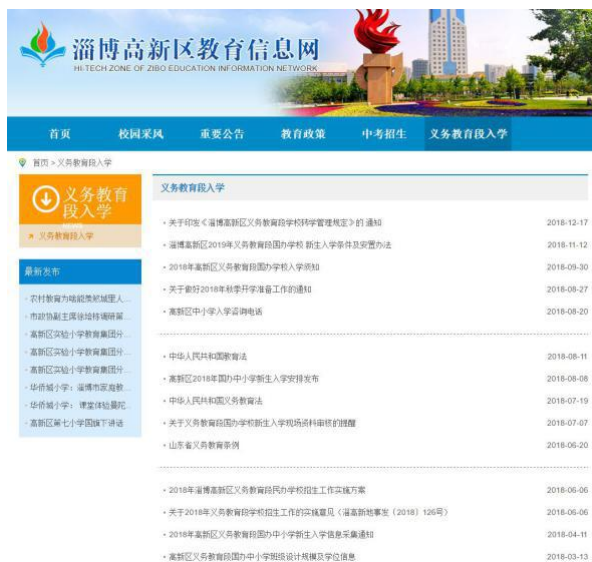 淄博高新区教育信息网
HI-TECH ZONE OF ZIBO EDUCATION INFORMATION NETWORK
首页 校园采风 重要公告 教育政策 中考招生 义务教育段入学
首页 > 义务教育段入学
义务教育
段入学
义务教育段入学
最新发布
· 农村教育为啥能羡煞城里人...
· 市政协副主席徐培栋调研高...
· 高新区实验小学教育集团分...
· 高新区实验小学教育集团分...
· 高新区实验小学教育集团分...
· 华侨城小学:淄博市家庭教...
· 华侨城小学: 课堂体验曼陀...
· 高新区第七小学国旗下讲话
义务教育段入学
· 关于印发《淄博高新区义务教育段学校转学管理规定》的 通知 2018-12-17
· 淄博高新区2019年义务教育段国办学校 新生入学条件及安置办法 2018-11-12
· 2018年高新区义务教育段国办学校入学须知 2018-09-30
· 关于做好2018年秋季开学准备工作的通知 2018-08-27
· 高新区中小学入学咨询电话 2018-08-20
· 中华人民共和国教育法 2018-08-11
· 高新区2018年国办中小学新生入学安排发布 2018-08-08
· 中华人民共和国义务教育法 2018-07-19
· 关于义务教育段国办学校新生入学现场资料审核的提醒 2018-07-07
· 山东省义务教育条例 2018-06-20
· 2018年淄博高新区义务教育段民办学校招生工作实施方案 2018-06-06
· 关于2018年义务教育段学校招生工作的实施意见(淄高新地事发〔2018〕126号) 2018-06-06
· 2018年高新区义务教育段国办中小学新生入学信息采集通知 2018-04-11
· 高新区义务教育段国办中小学班级设计规模及学位信息 2018-03-13